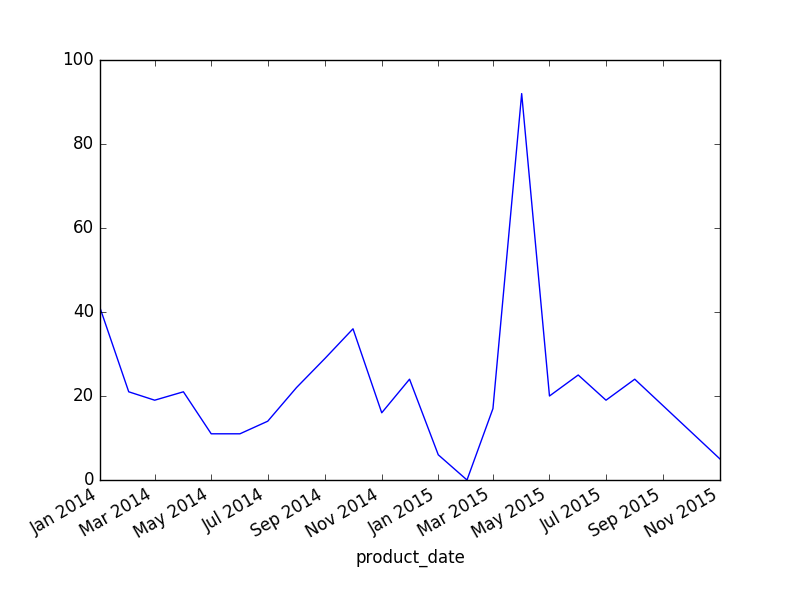 100
80
60
40
20
0
Jan 2014
Mar 2014
May 2014
Jul 2014
Sep 2014
Nov 2014
Jan 2015
Mar 2015
May 2015
Jul 2015
Sep 2015
Nov 2015
product_date